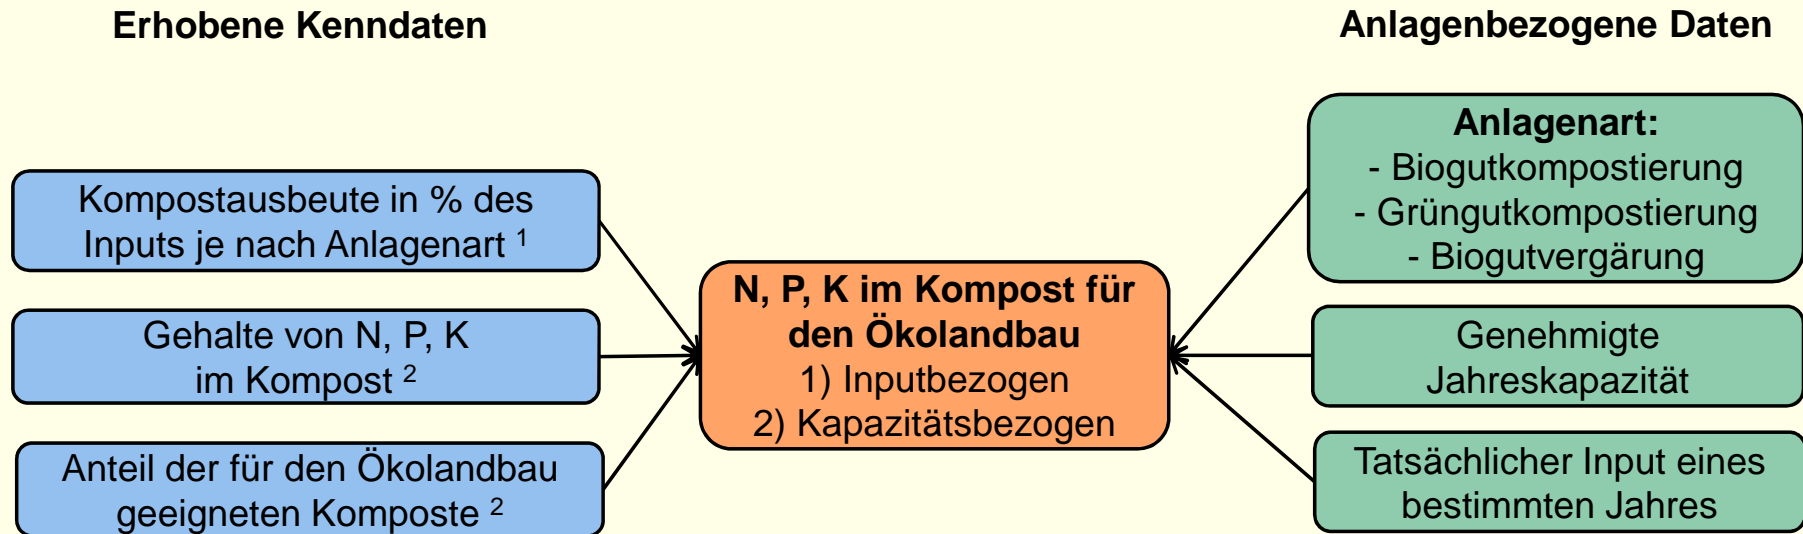 Erhobene Kenndaten
Anlagenbezogene Daten
Kompostausbeute in % des
Inputs je nach Anlagenart ¹
Gehalte von N, P, K
im Kompost ²
Anteil der für den Ökolandbau
geeigneten Komposte ²
N, P, K im Kompost für
den Ökolandbau
1) Inputbezogen
2) Kapazitätsbezogen
Anlagenart:
- Biogutkompostierung
- Grüngutkompostierung
- Biogutvergärung
Genehmigte
Jahreskapazität
Tatsächlicher Input eines
bestimmten Jahres